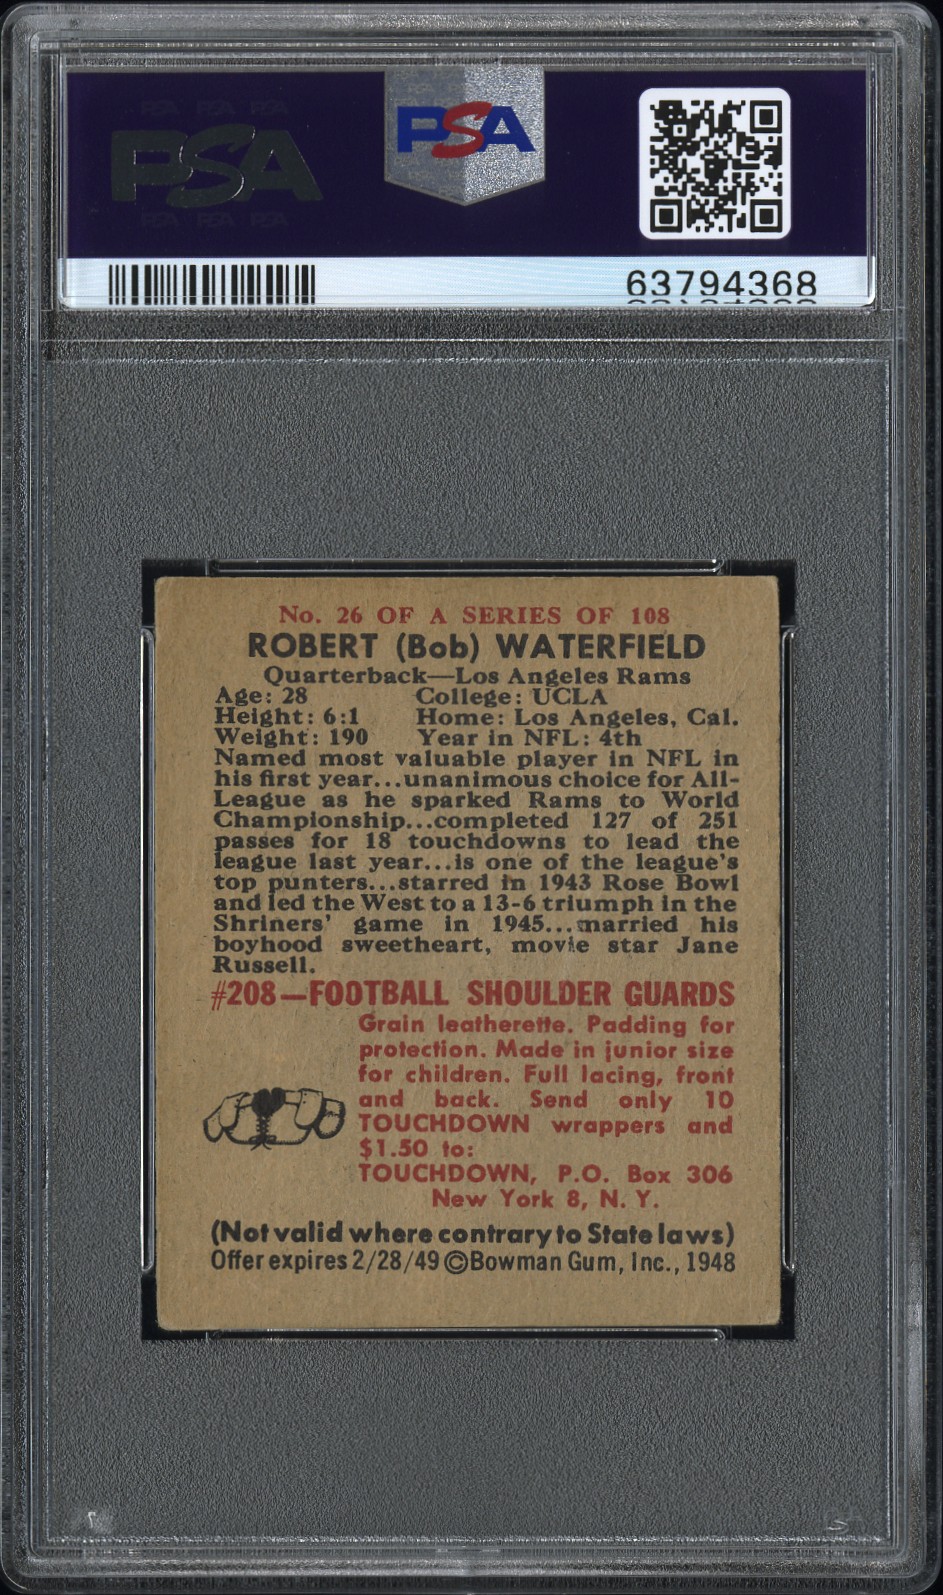 PSA PSA PSA
PSA
PSA PSA PSA
PSA
63794368
No. 26 OF A SERIES OF 108
ROBERT (Bob) WATERFIELD
Quarterback—Los Angeles Rams
Age: 28 College: UCLA
Height: 6:1 Home: Los Angeles, Cal.
Weight: 190 Year in NFL: 4th
Named most valuable player in NFL in
his first year...unanimous choice for All-
League as he sparked Rams to World
Championship...completed 127 of 251
passes for 18 touchdowns to lead the
league last year...is one of the league's
top punters...starred in 1943 Rose Bowl
and led the West to a 13-6 triumph in the
Shriners' game in 1945...married his
boyhood sweetheart, movie star Jane
Russell.
#208—FOOTBALL SHOULDER GUARDS
Grain leatherette. Padding for
protection. Made in junior size
for children. Full lacing, front
and back. Send only 10
TOUCHDOWN wrappers and
$1.50 to:
TOUCHDOWN, P.O. Box 306
New York 8, N. Y.
(Not valid where contrary to State laws)
Offer expires 2/28/49 ©Bowman Gum, Inc., 1948